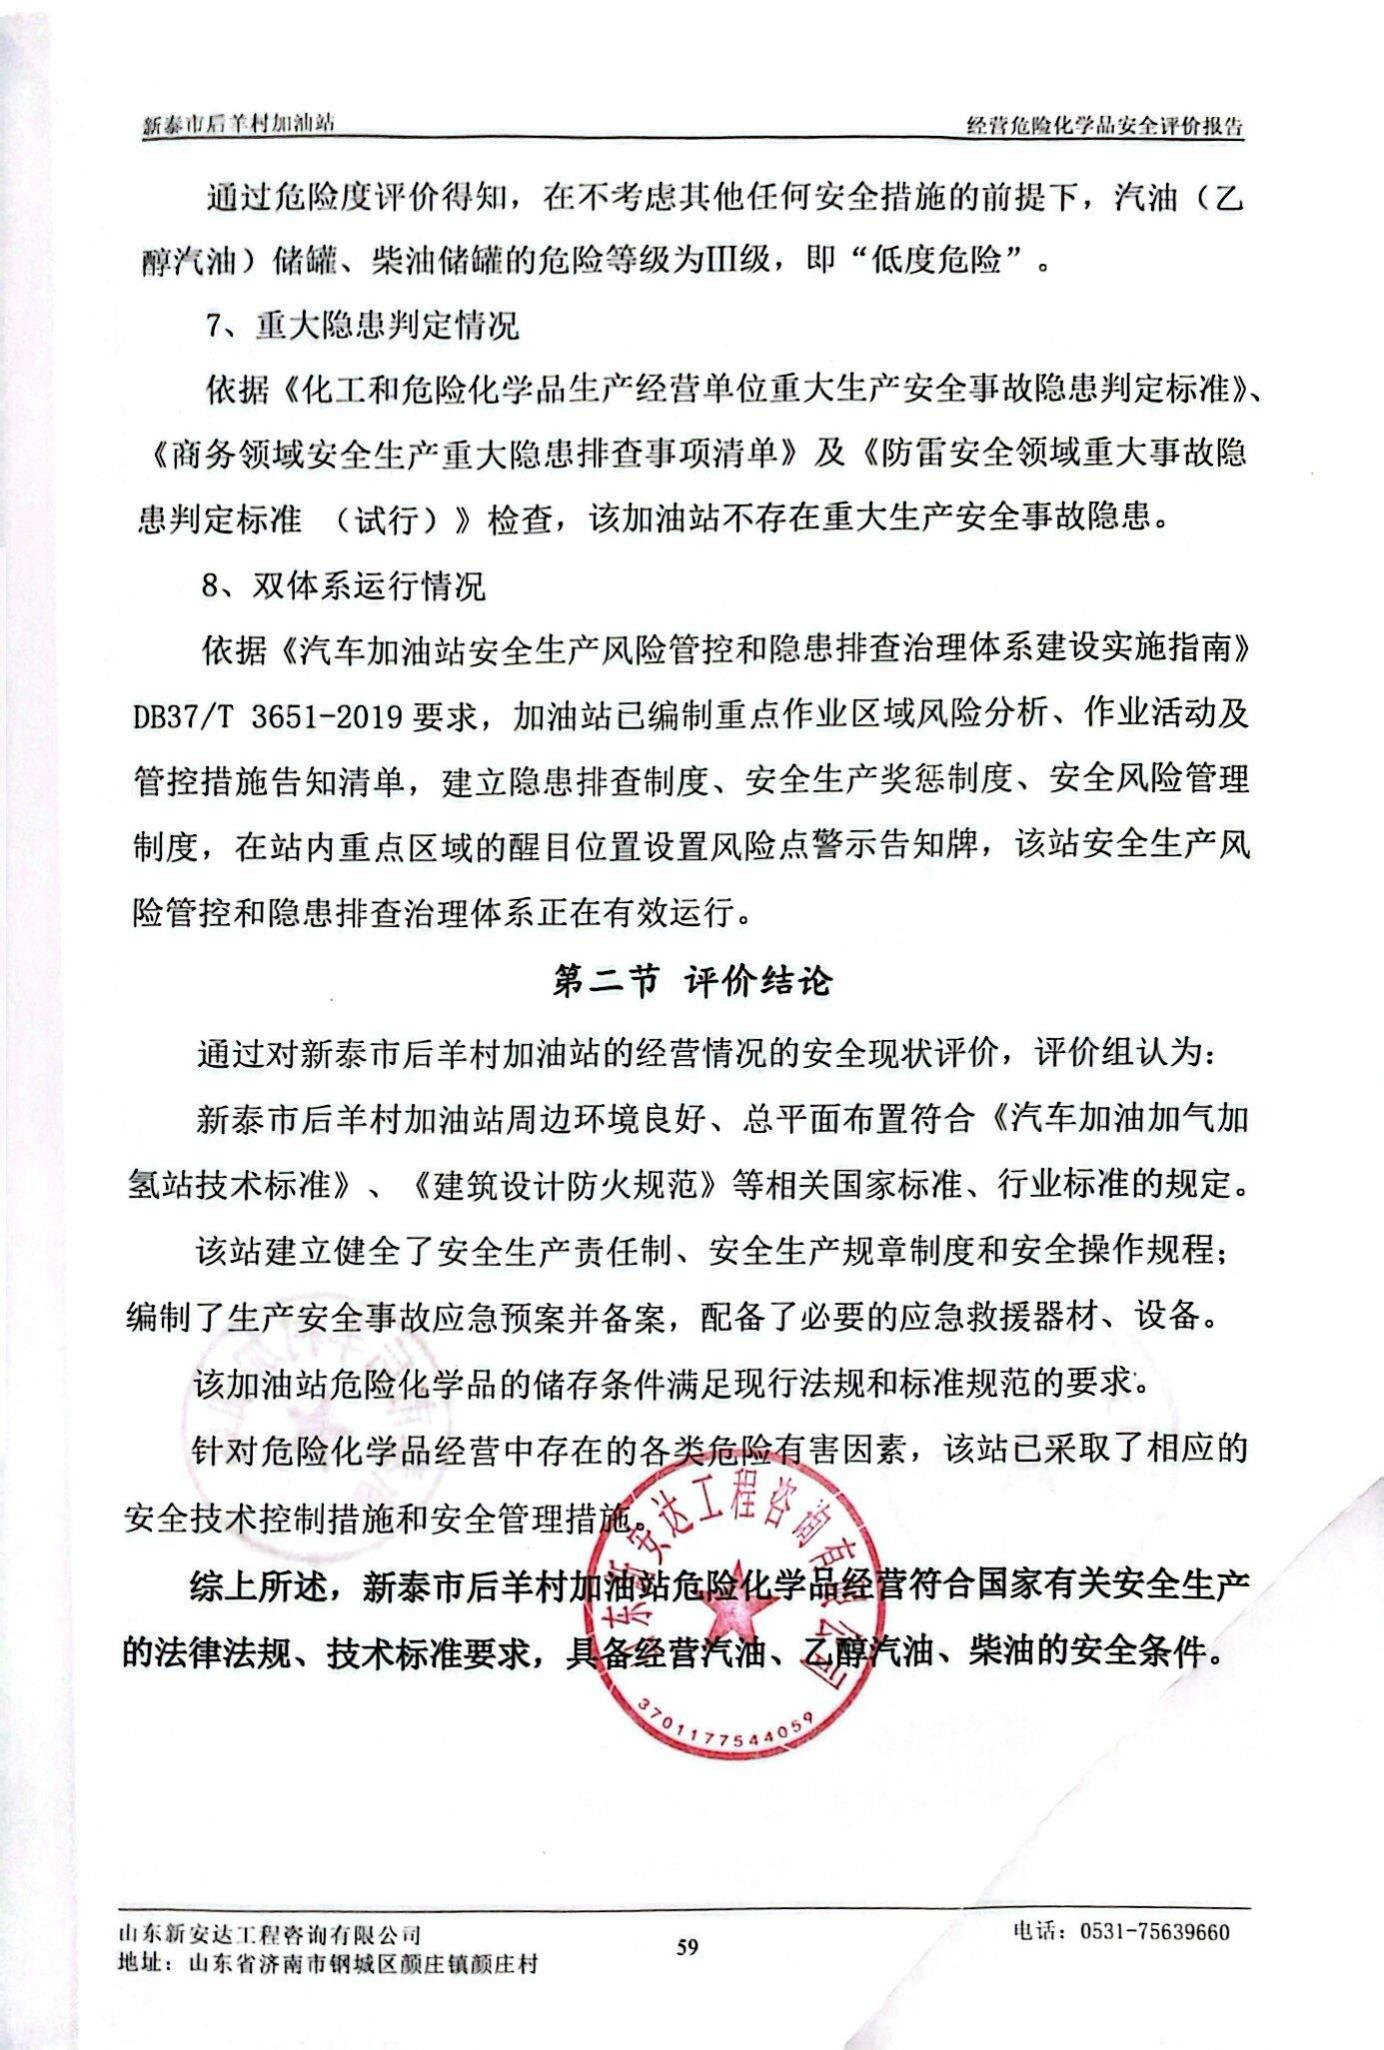 新泰市后羊村加油站
经营危险化学品安全评价报告
通过危险度评价得知，在不考虑其他任何安全措施的前提下，汽油（乙
醇汽油）储罐、柴油储罐的危险等级为Ⅲ级，即“低度危险”。
7、重大隐患判定情况
依据《化工和危险化学品生产经营单位重大生产安全事故隐患判定标准》、
《商务领域安全生产重大隐患排查事项清单》及《防雷安全领域重大事故隐
患判定标准 （试行）》检查，该加油站不存在重大生产安全事故隐患。
8、双体系运行情况
依据《汽车加油站安全生产风险管控和隐患排查治理体系建设实施指南》
DB37/T 3651-2019 要求，加油站已编制重点作业区域风险分析、作业活动及
管控措施告知清单，建立隐患排查制度、安全生产奖惩制度、安全风险管理
制度，在站内重点区域的醒目位置设置风险点警示告知牌，该站安全生产风
险管控和隐患排查治理体系正在有效运行。
第二节 评价结论
通过对新泰市后羊村加油站的经营情况的安全现状评价，评价组认为：
新泰市后羊村加油站周边环境良好、总平面布置符合《汽车加油加气加
氢站技术标准》、《建筑设计防火规范》等相关国家标准、行业标准的规定。
该站建立健全了安全生产责任制、安全生产规章制度和安全操作规程；
编制了生产安全事故应急预案并备案，配备了必要的应急救援器材、设备。
该加油站危险化学品的储存条件满足现行法规和标准规范的要求。
针对危险化学品经营中存在的各类危险有害因素，该站已采取了相应的
安全技术控制措施和安全管理措施。
综上所述，新泰市后羊村加油站危险化学品经营符合国家有关安全生产
的法律法规、技术标准要求，具备经营汽油、乙醇汽油、柴油的安全条件。
山东新安达工程咨询有限公司
3701177544059
山东新安达工程咨询有限公司
地址：山东省济南市钢城区颜庄镇颜庄村
59
电话：0531-75639660